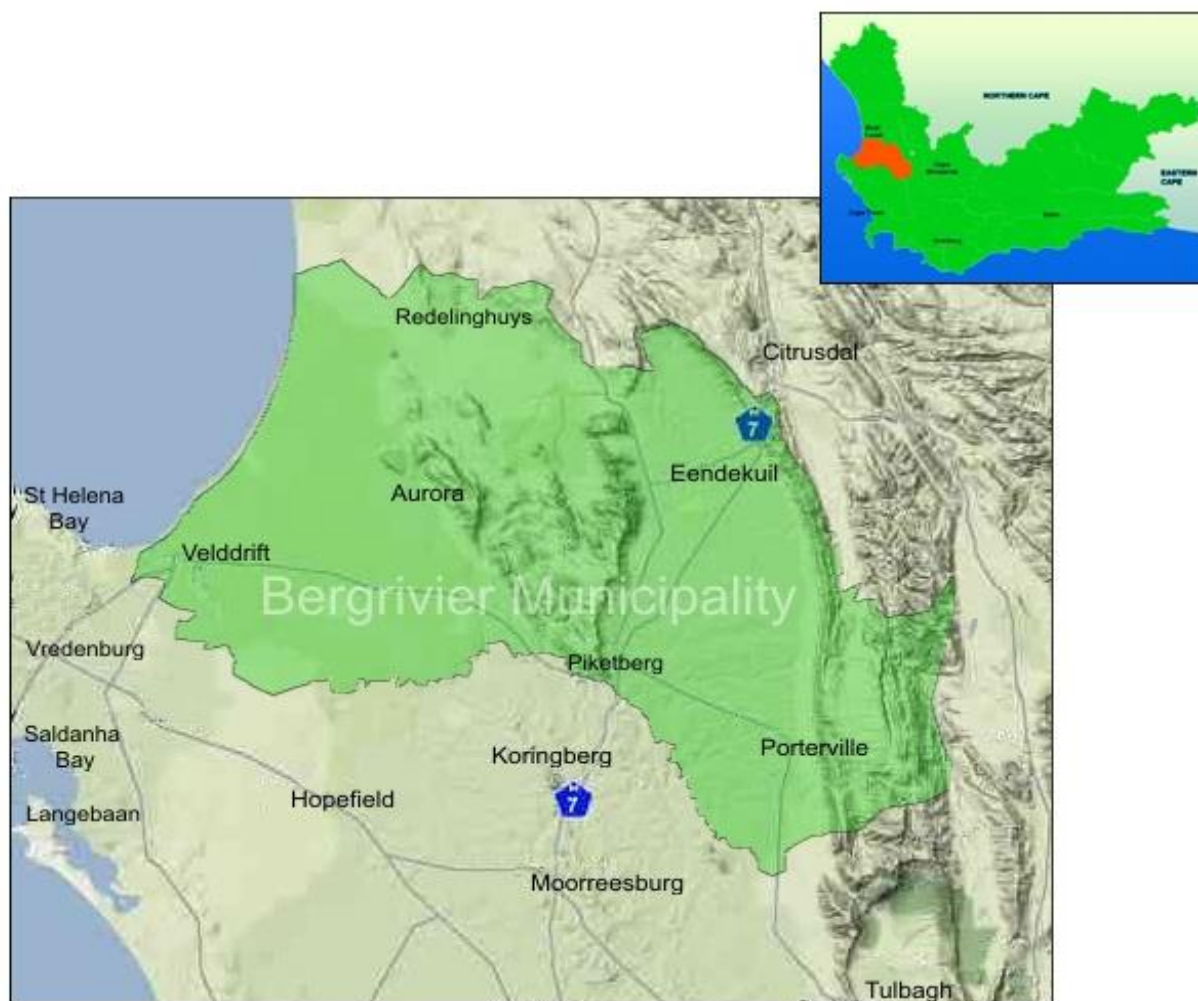 NORTHERN CAPE
EASTERN
CAPE
Redelinghuys
Citrusdal
N
7
Eendekuil
Aurora
St Helena
Bay
Velddrift
Bergrivier Municipality
Vredenburg
Piketberg
Saldanha
Bay
Koringberg
Porterville
N
7
Hopefield
Langebaan
Moorreesburg
Tulbagh